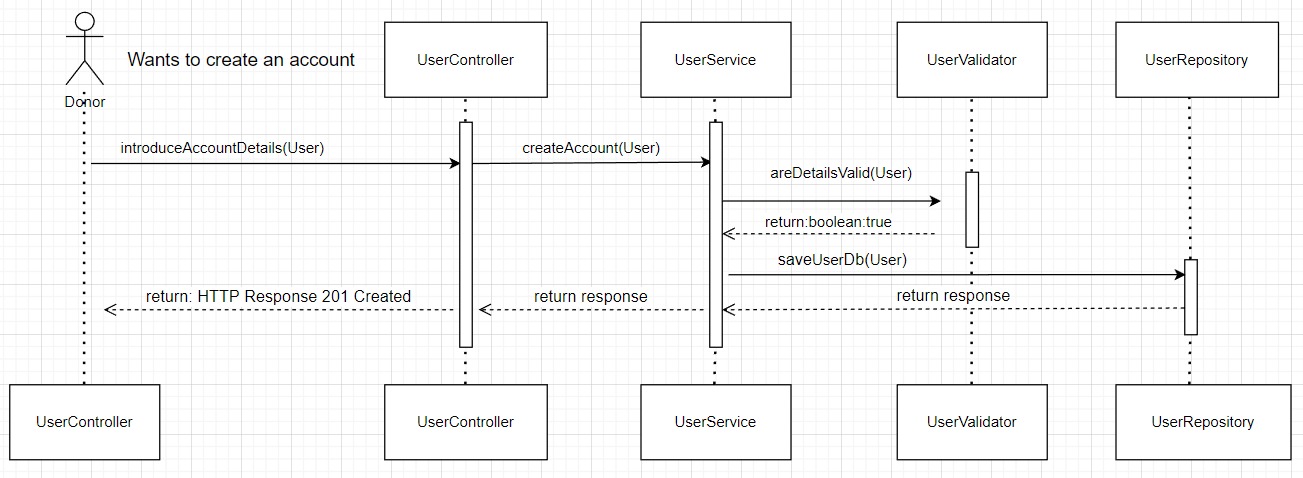 Wants to create an account
UserController
UserService
UserValidator
UserRepository
Donor
introduceAccountDetails(User)
createAccount(User)
areDetailsValid(User)
return:boolean:true
saveUserDb(User)
return: HTTP Response 201 Created
return response
return response
UserController
UserController
UserService
UserValidator
UserRepository